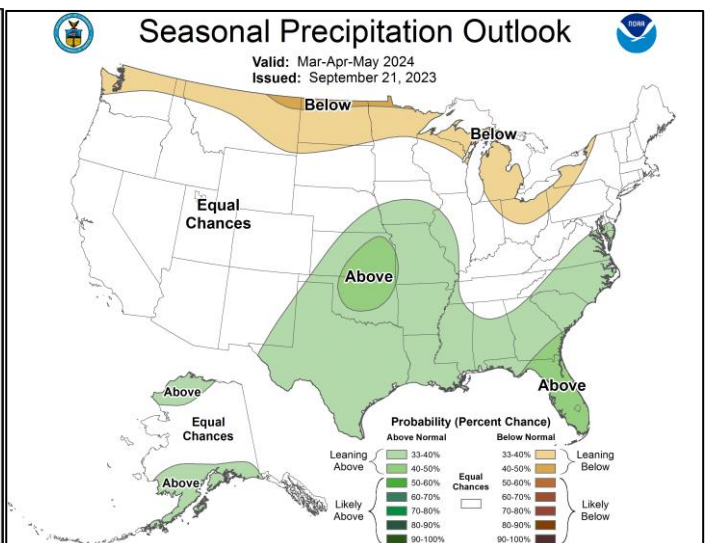 Seasonal Precipitation Outlook
NOAA
Valid: Mar-Apr-May 2024
Issued: September 21, 2023
Below
Below
Equal
Chances
Above
Above
Above
Equal
Chances
Above
Probability (Percent Chance)
Above Normal Below Normal
Leaning
Above
33-40%
40-50%
Likely
Above
50-60%
60-70%
70-80%
80-90%
90-100%
Equal
Chances
33-40%
40-50%
Leaning
Below
50-60%
60-70%
70-80%
80-90%
90-100%
Likely
Below